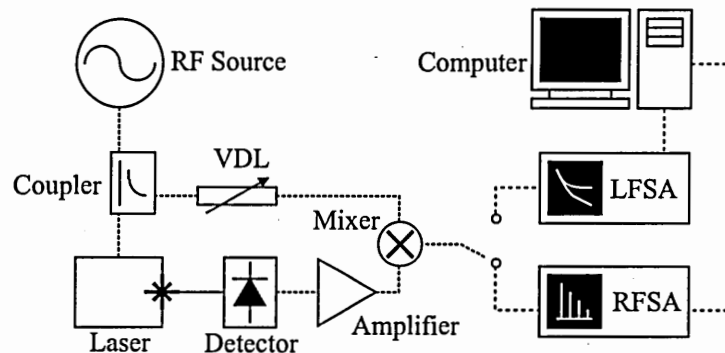 RF Source
Computer
VDL
Coupler
Mixer
LFSA
RFSA
Laser
Detector
Amplifier